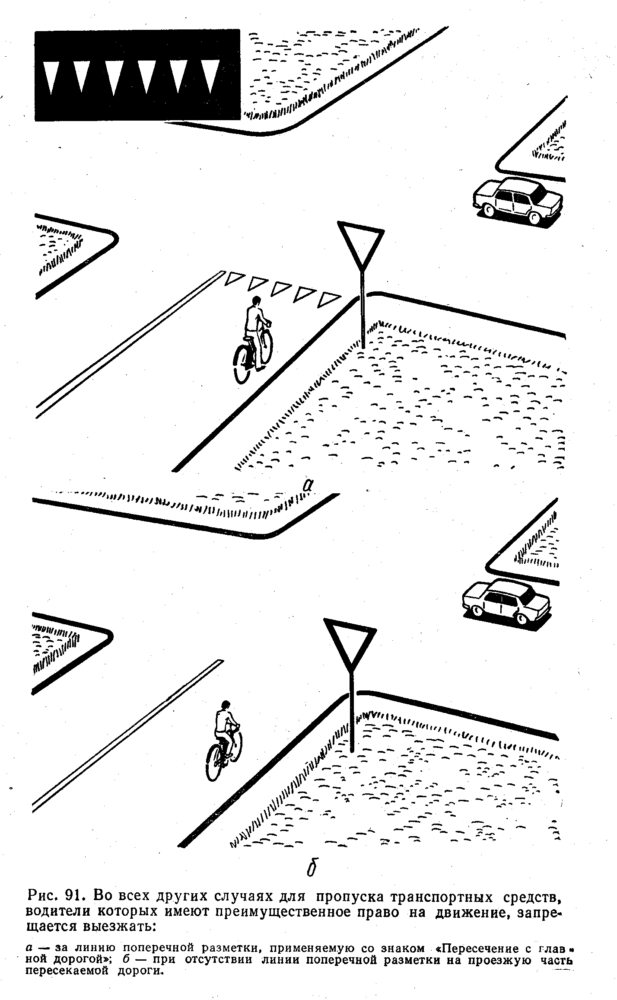 а
б
Рис. 91. Во всех других случаях для пропуска транспортных средств,
водители которых имеют преимущественное право на движение, запре-
щается выезжать:
а — за линию поперечной разметки, применяемую со знаком «Пересечение с глав-
ной дорогой»; б — при отсутствии линии поперечной разметки на проезжую часть
пересекаемой дороги.